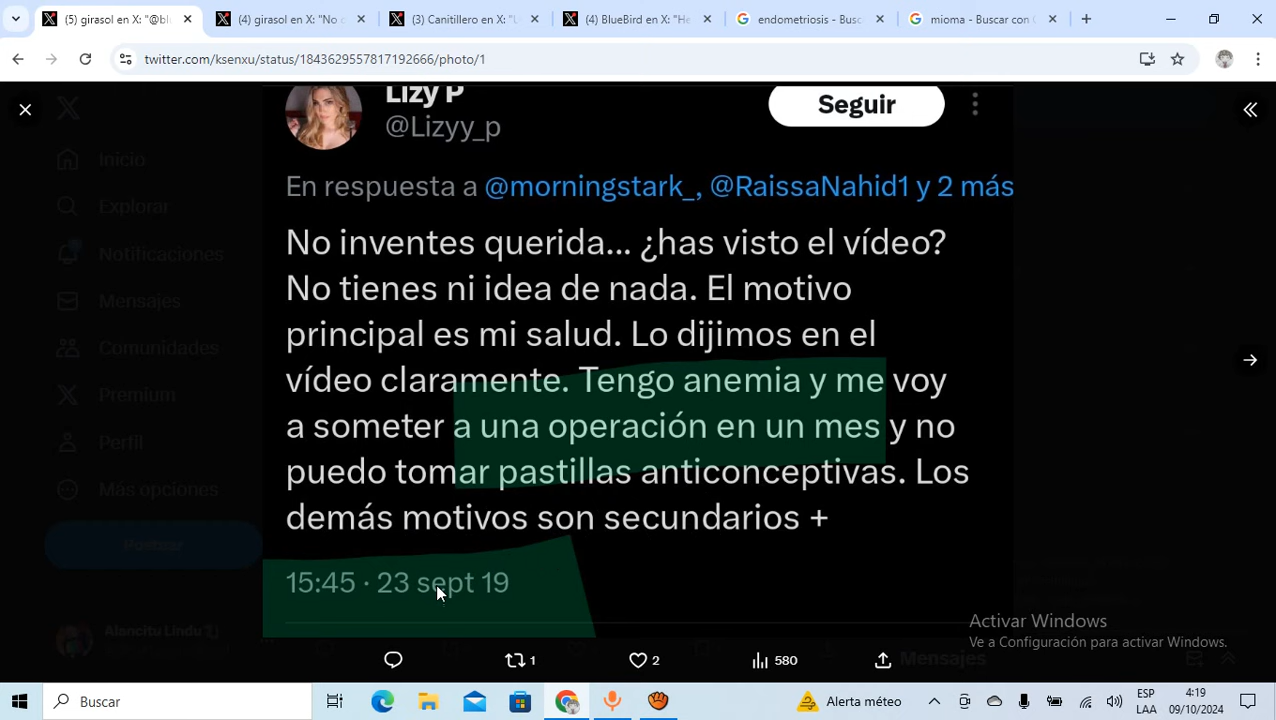 (5) girasol en X: "@bl
(4) girasol en X: "No c
(3) Canitillero en X: "L
(4) BlueBird en X: "He
endometriosis - Busc
mioma - Buscar con G
twitter.com/ksenxu/status/1843629557817192666/photo/1
Lizy P
@Lizyy_p
Seguir
En respuesta a @morningstark_, @RaissaNahid1 y 2 más
No inventes querida... ¿has visto el vídeo?
No tienes ni idea de nada. El motivo
principal es mi salud. Lo dijimos en el
vídeo claramente. Tengo anemia y me voy
a someter a una operación en un mes y no
puedo tomar pastillas anticonceptivas. Los
demás motivos son secundarios +
15:45 · 23 sept 19
Inicio
Explorar
Notificaciones
Mensajes
Comunidades
Premium
Perfil
Más opciones
Postear
Alancitu Lindu
1
2
580
Mensajes
Activar Windows
Ve a Configuración para activar Windows.
Buscar
Alerta méteo
ESP
LAA
4:19
09/10/2024